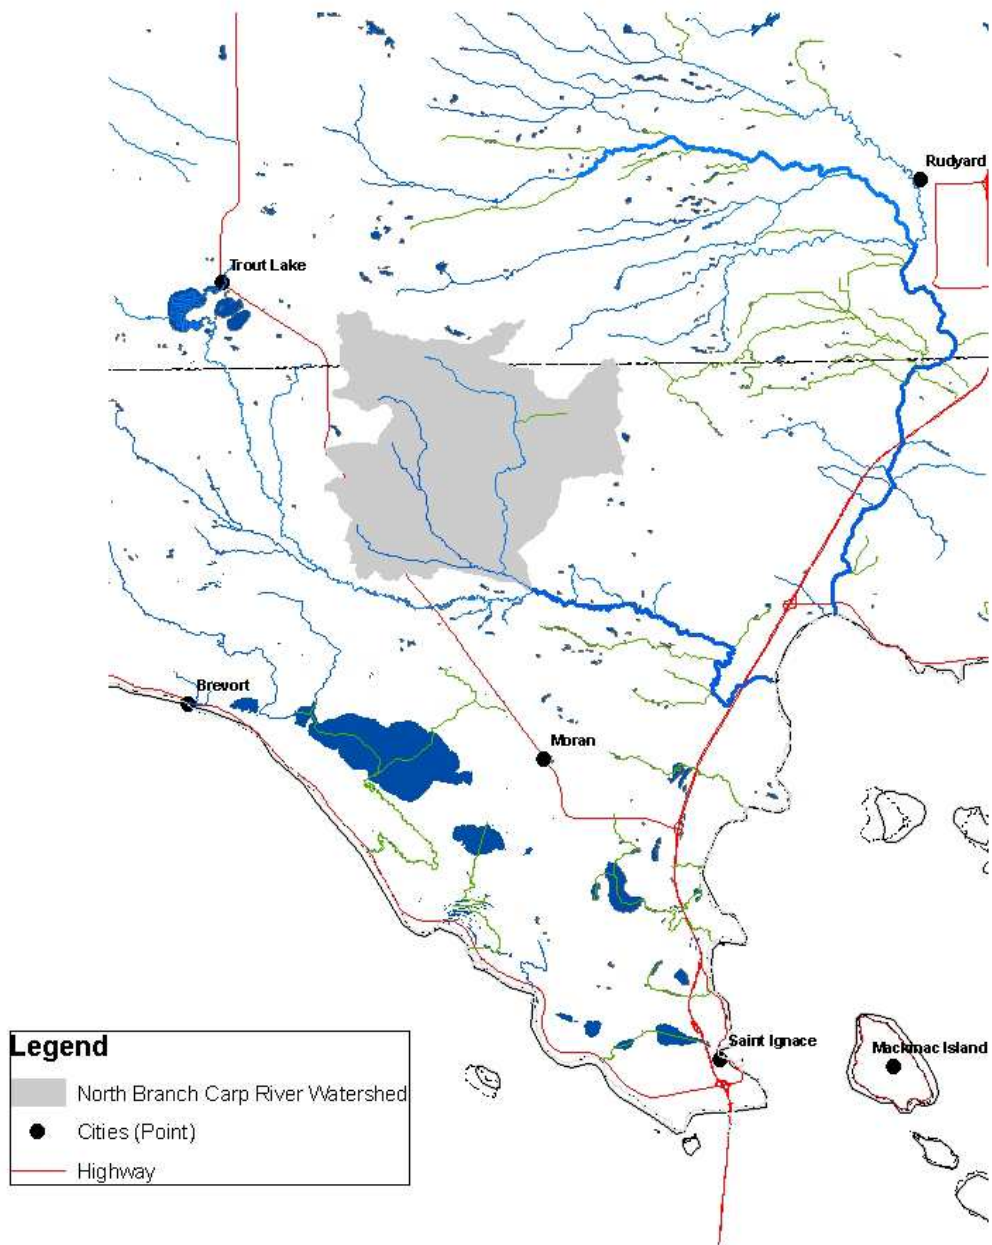 Rudyard
Trout Lake
Brevort
Moran
Saint Ignace
Mackinac Island
Legend
North Branch Carp River Watershed
Cities (Point)
Highway